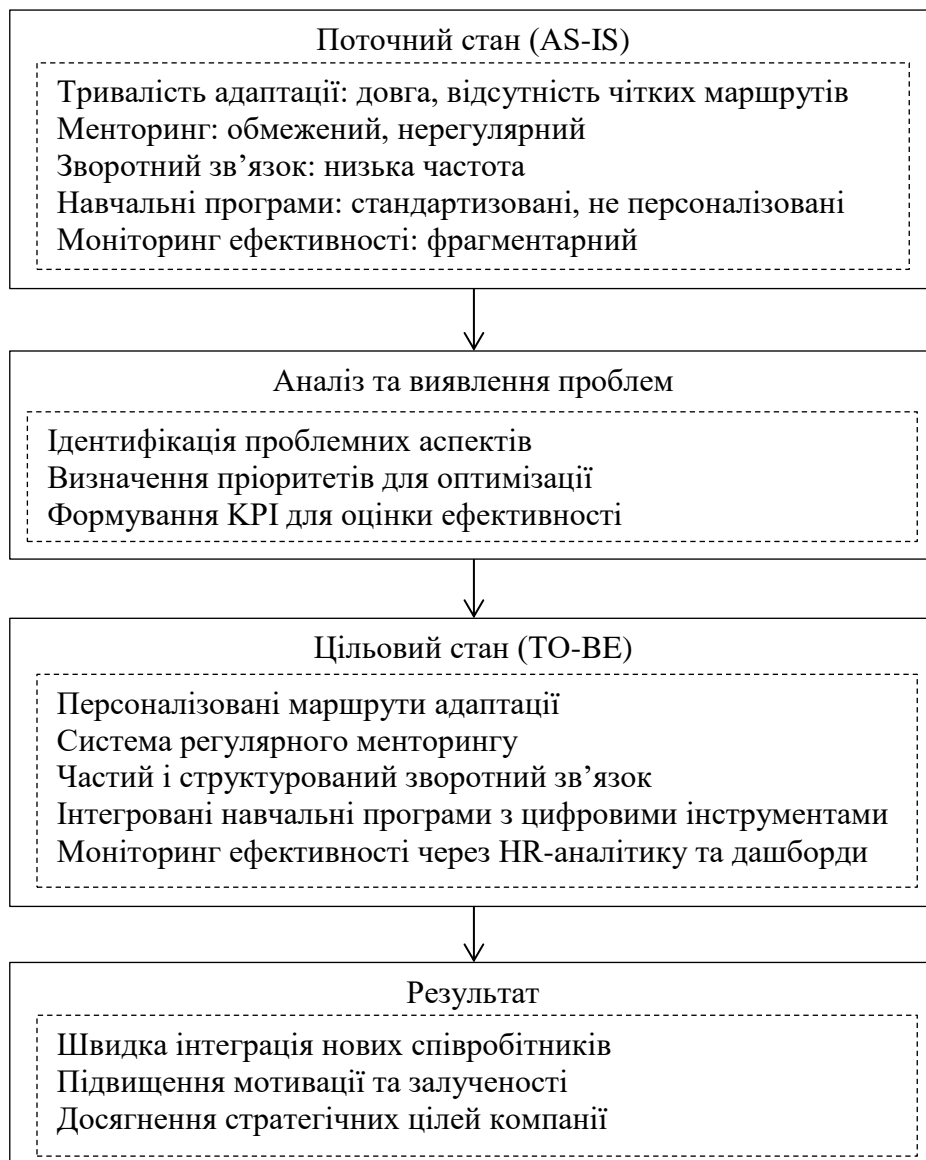 Поточний стан (AS-IS)
Тривалість адаптації: довга, відсутність чітких маршрутів
Менторинг: обмежений, нерегулярний
Зворотний зв’язок: низька частота
Навчальні програми: стандартизовані, не персоналізовані
Моніторинг ефективності: фрагментарний
Аналіз та виявлення проблем
Ідентифікація проблемних аспектів
Визначення пріоритетів для оптимізації
Формування KPI для оцінки ефективності
Цільовий стан (TO-BE)
Персоналізовані маршрути адаптації
Система регулярного менторингу
Частий і структурований зворотний зв’язок
Інтегровані навчальні програми з цифровими інструментами
Моніторинг ефективності через HR-аналітику та дашборди
Результат
Швидка інтеграція нових співробітників
Підвищення мотивації та залученості
Досягнення стратегічних цілей компанії